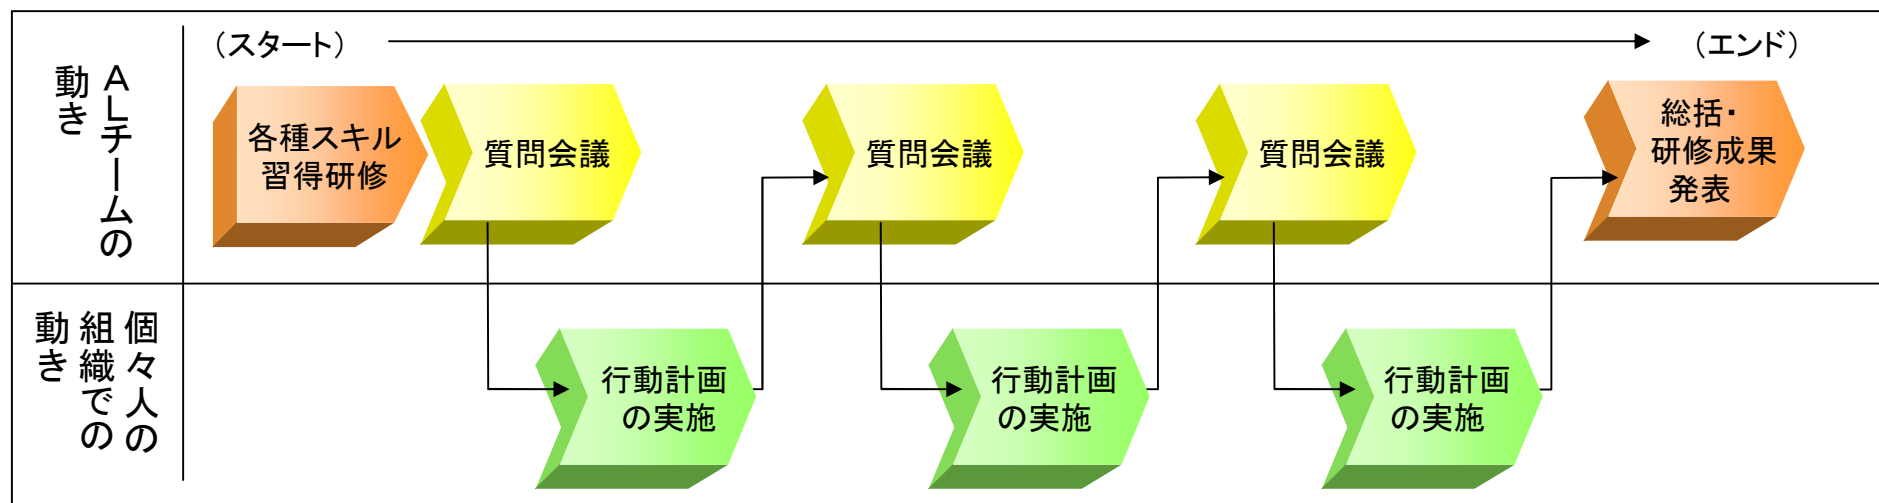 ALチームの
動き
（スタート）
（エンド）
各種スキル
習得研修
質問会議
質問会議
質問会議
総括・
研修成果
発表
個々人の
組織での
動き
行動計画
の実施
行動計画
の実施
行動計画
の実施